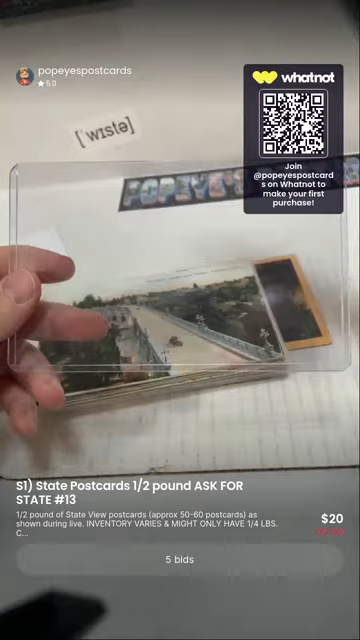 popeyespostcards
★5.0
whatnot
['wɪstə]
POPEYE'S
Join
@popeyespostcard
s on Whatnot to
make your first
purchase!
S1) State Postcards 1/2 pound ASK FOR
STATE #13
1/2 pound of State View postcards (approx 50-60 postcards) as
shown during live. INVENTORY VARIES & MIGHT ONLY HAVE 1/4 LBS.
C...
$20
5 bids